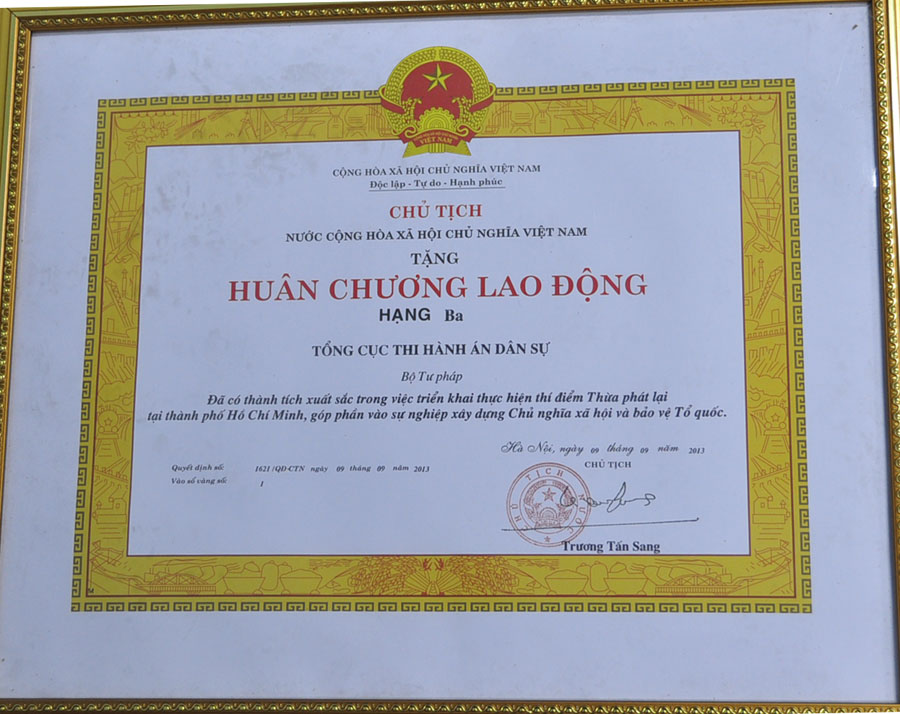 VIỆT NAM
CỘNG HÒA XÃ HỘI CHỦ NGHĨA VIỆT NAM
Độc lập - Tự do - Hạnh phúc
CHỦ TỊCH
NƯỚC CỘNG HÒA XÃ HỘI CHỦ NGHĨA VIỆT NAM
TẶNG
HUÂN CHƯƠNG LAO ĐỘNG
HẠNG Ba
TỔNG CỤC THI HÀNH ÁN DÂN SỰ
Bộ Tư pháp
Đã có thành tích xuất sắc trong việc triển khai thực hiện thí điểm Thừa phát lại
tại thành phố Hồ Chí Minh, góp phần vào sự nghiệp xây dựng Chủ nghĩa xã hội và bảo vệ Tổ quốc.
Hà Nội, ngày 09 tháng 09 năm 2013
CHỦ TỊCH
Quyết định số: 1621/QĐ-CTN ngày 09 tháng 09 năm 2013
Vào sổ vàng số: 1
CHỦ TỊCH NƯỚC
Trương Tấn Sang